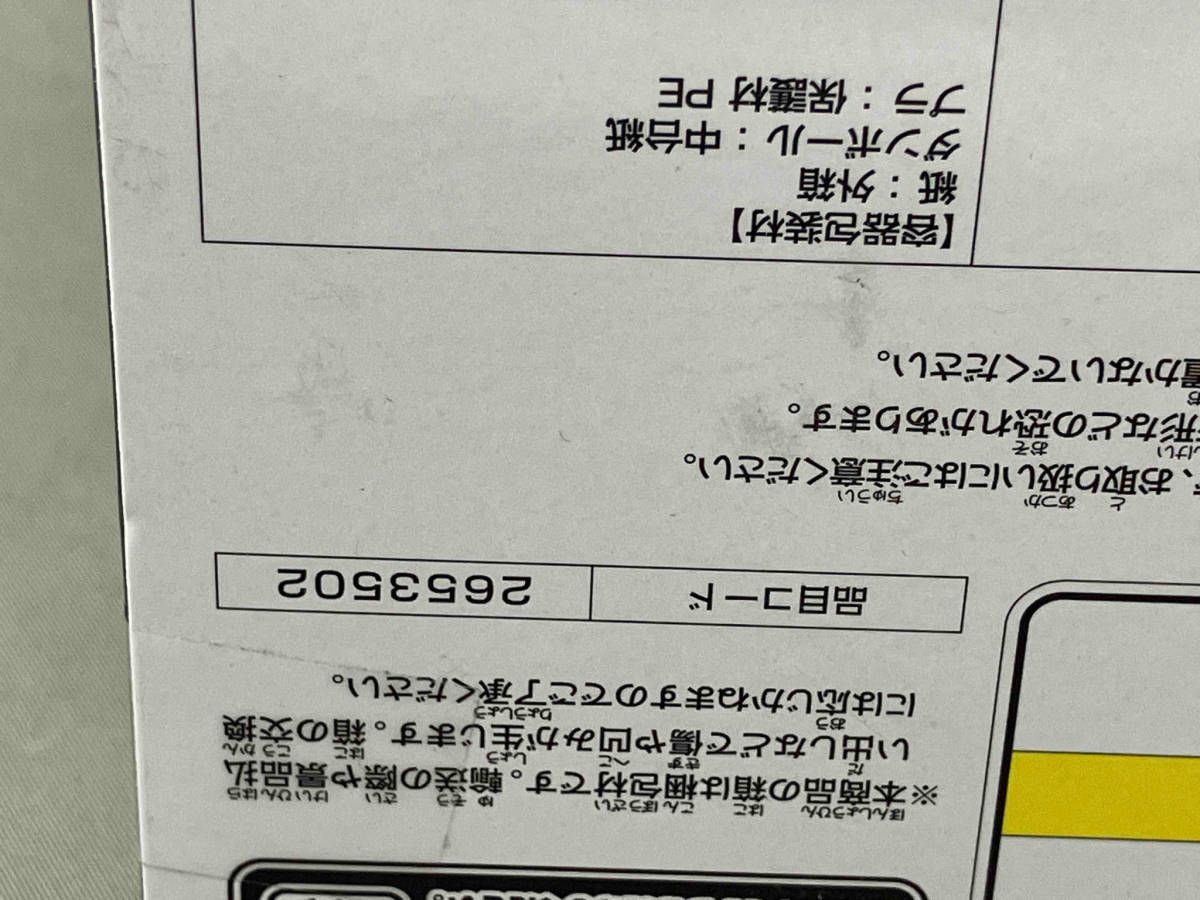 ※本商品の箱は梱包材です。輸送の際や景品払
い出しなどで傷や凹みが生じます。箱の交換
には応じかねますのでご了承ください。
品目コード 2653502
、お取り扱いにはご注意ください。
形などの恐れがあります。
置かないでください。
【容器包装材】
紙：外箱
ダンボール：中台紙
プラ：保護材 PE